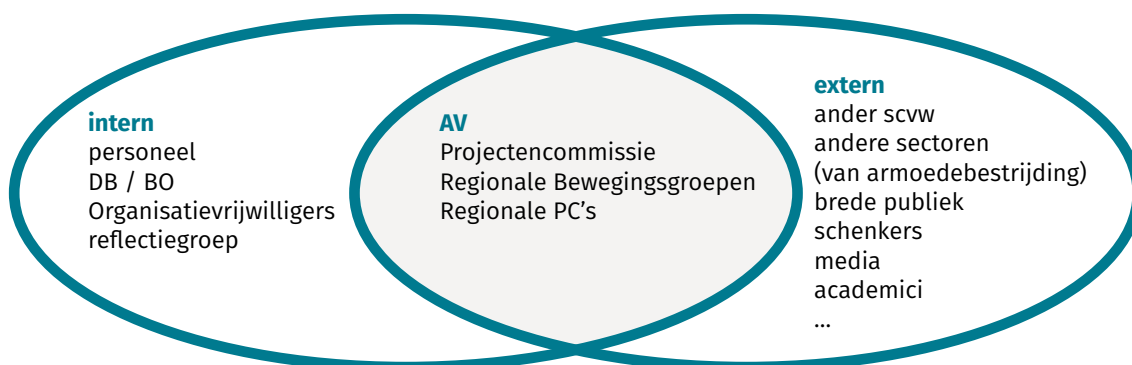 intern
personeel
DB / BO
Organisatievrijwilligers
reflectiegroep
AV
Projectencommissie
Regionale Bewegingsgroepen
Regionale PC’s
extern
ander scvw
andere sectoren
(van armoedebestrijding)
brede publiek
schenkers
media
academici
...